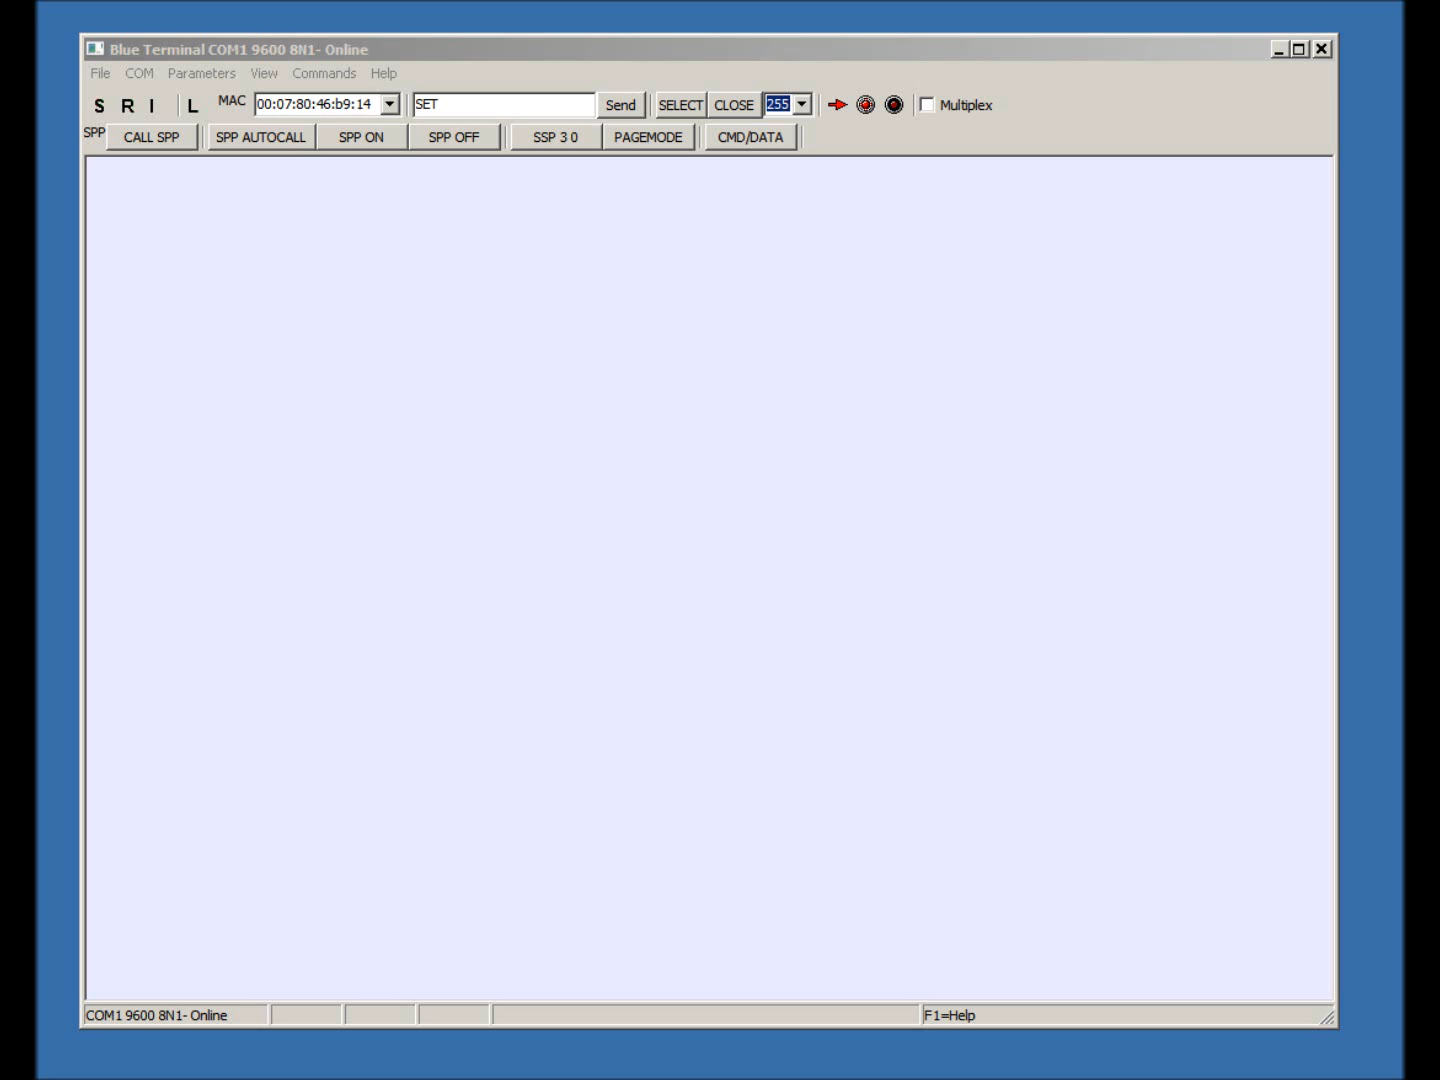 Blue Terminal COM1 9600 8N1- Online
File COM Parameters View Commands Help
S R I L MAC 00:07:80:46:b9:14 SET Send SELECT CLOSE 255 Multiplex
SPP CALL SPP SPP AUTOCALL SPP ON SPP OFF SSP 3 0 PAGEMODE CMD/DATA
COM1 9600 8N1- Online F1=Help